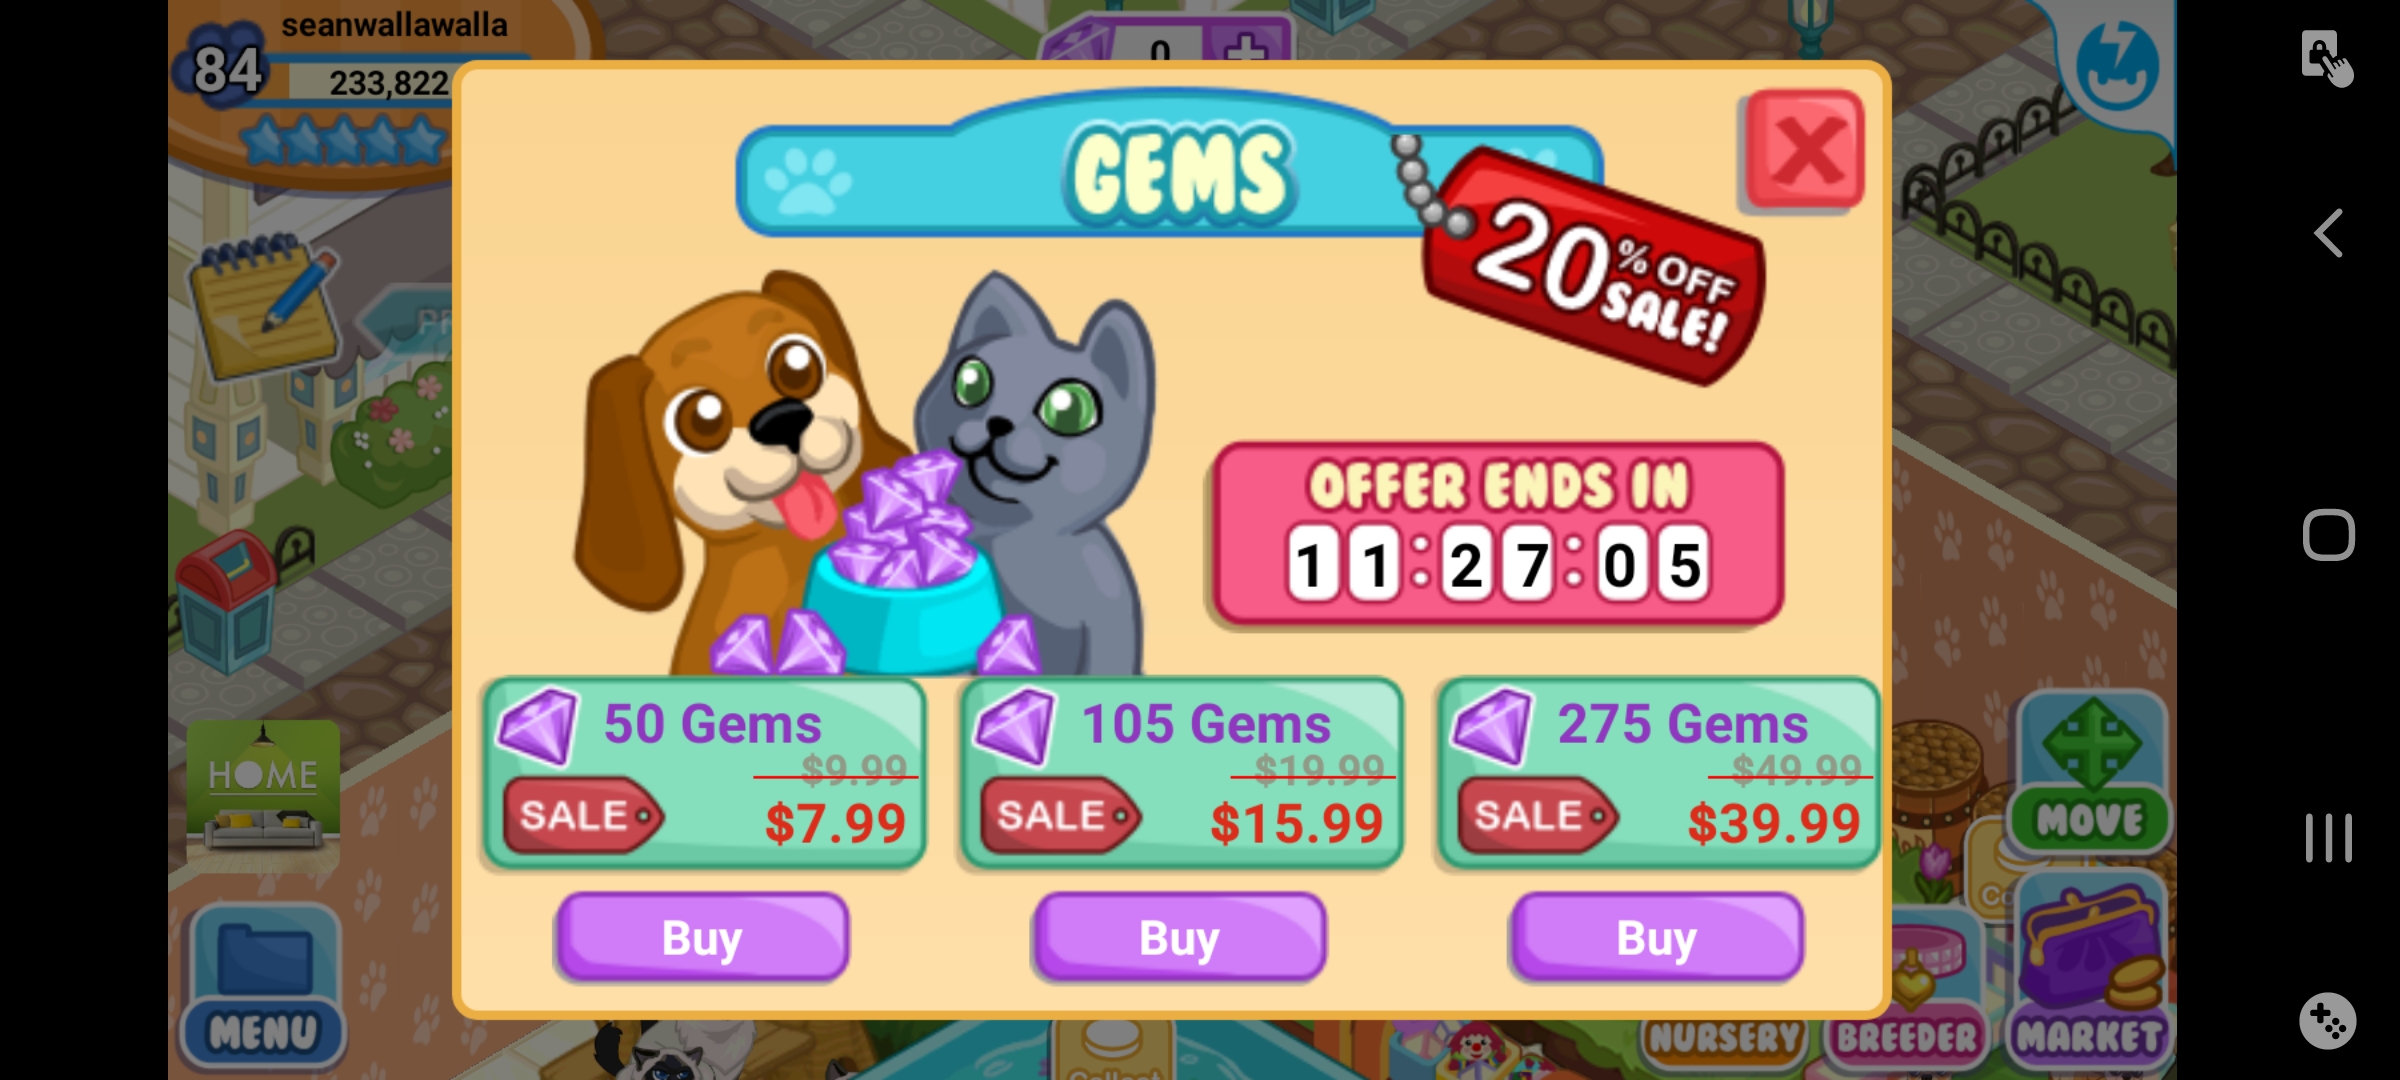 seanwallawalla
84
233,822
0
GEMS
20% OFF
SALE!
OFFER ENDS IN
11:27:05
50 Gems
$9.99
SALE
$7.99
Buy
105 Gems
$19.99
SALE
$15.99
Buy
275 Gems
$49.99
SALE
$39.99
Buy
HOME
MENU
MOVE
NURSERY
BREEDER
MARKET
Collect